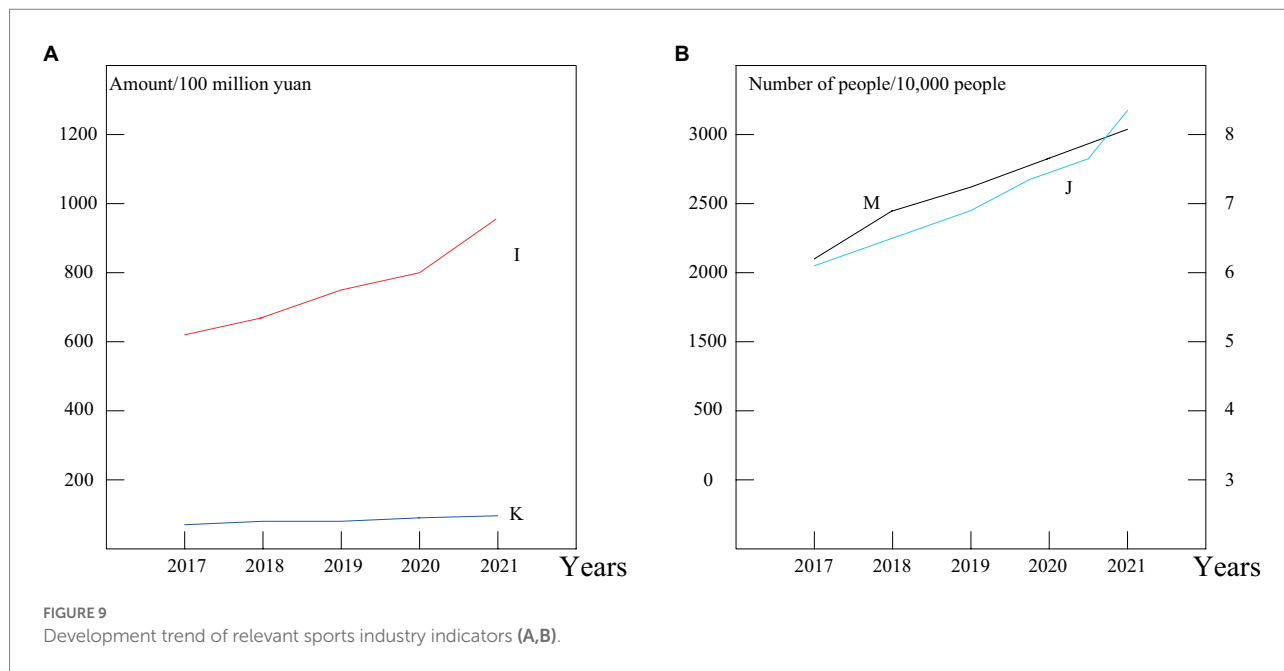 A
Amount/100 million yuan
1200
1000
800
600
400
200
I
K
2017 2018 2019 2020 2021 Years
B
Number of people/10,000 people
3000
2500
2000
1500
500
0
M
J
8
7
6
5
4
3
2017 2018 2019 2020 2021 Years
FIGURE 9
Development trend of relevant sports industry indicators (A,B).